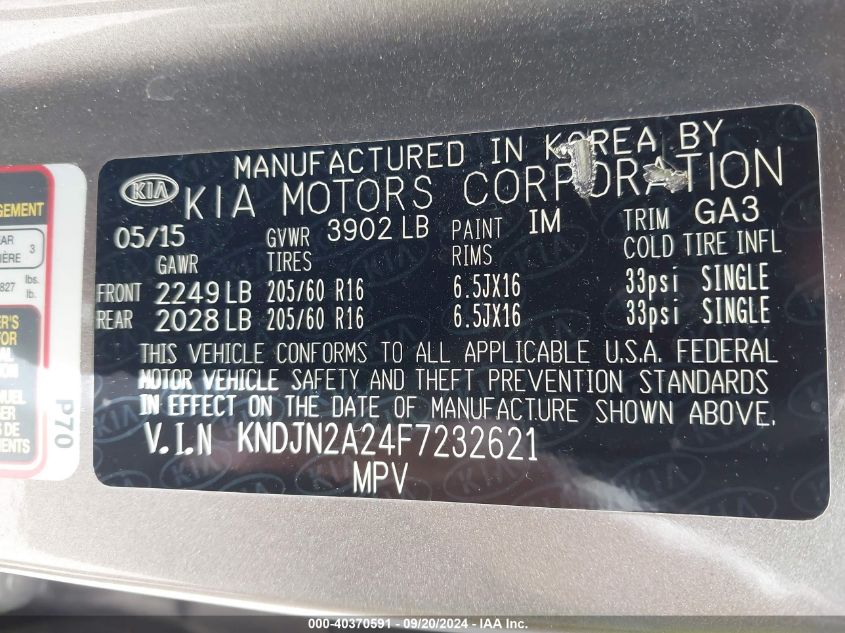 MANUFACTURED IN KOREA BY
KIA KIA MOTORS CORPORATION
05/15 GVWR 3902 LB PAINT IM TRIM GA3
GAWR TIRES RIMS COLD TIRE INFL
FRONT 2249 LB 205/60 R16 6.5JX16 33psi SINGLE
REAR 2028 LB 205/60 R16 6.5JX16 33psi SINGLE
THIS VEHICLE CONFORMS TO ALL APPLICABLE U.S.A. FEDERAL
MOTOR VEHICLE SAFETY AND THEFT PREVENTION STANDARDS
IN EFFECT ON THE DATE OF MANUFACTURE SHOWN ABOVE.
V.I.N KNDJN2A24F7232621
MPV
3
827 lbs.
lb.
P70
000-40370591 - 09/20/2024 - IAA Inc.